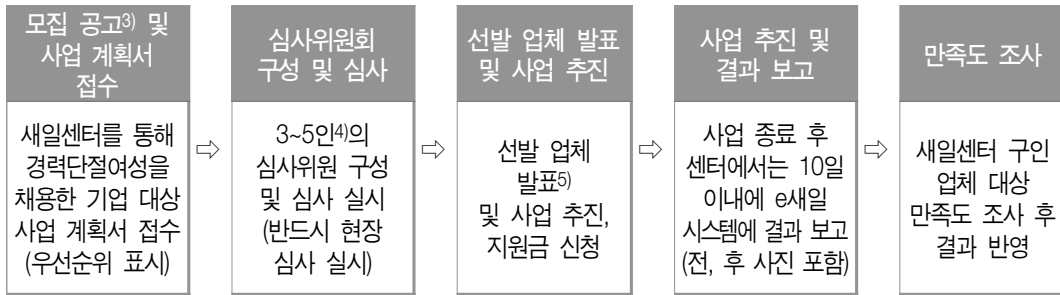 모집 공고3) 및
사업 계획서
접수
새일센터를 통해
경력단절여성을
채용한 기업 대상
사업 계획서 접수
(우선순위 표시)
⇨
심사위원회
구성 및 심사
3~5인4)의
심사위원 구성
및 심사 실시
(반드시 현장
심사 실시)
⇨
선발 업체 발표
및 사업 추진
선발 업체
발표5)
및 사업 추진,
지원금 신청
⇨
사업 추진 및
결과 보고
사업 종료 후
센터에서는 10일
이내에 e새일
시스템에 결과 보고
(전, 후 사진 포함)
⇨
만족도 조사
새일센터 구인
업체 대상
만족도 조사 후
결과 반영